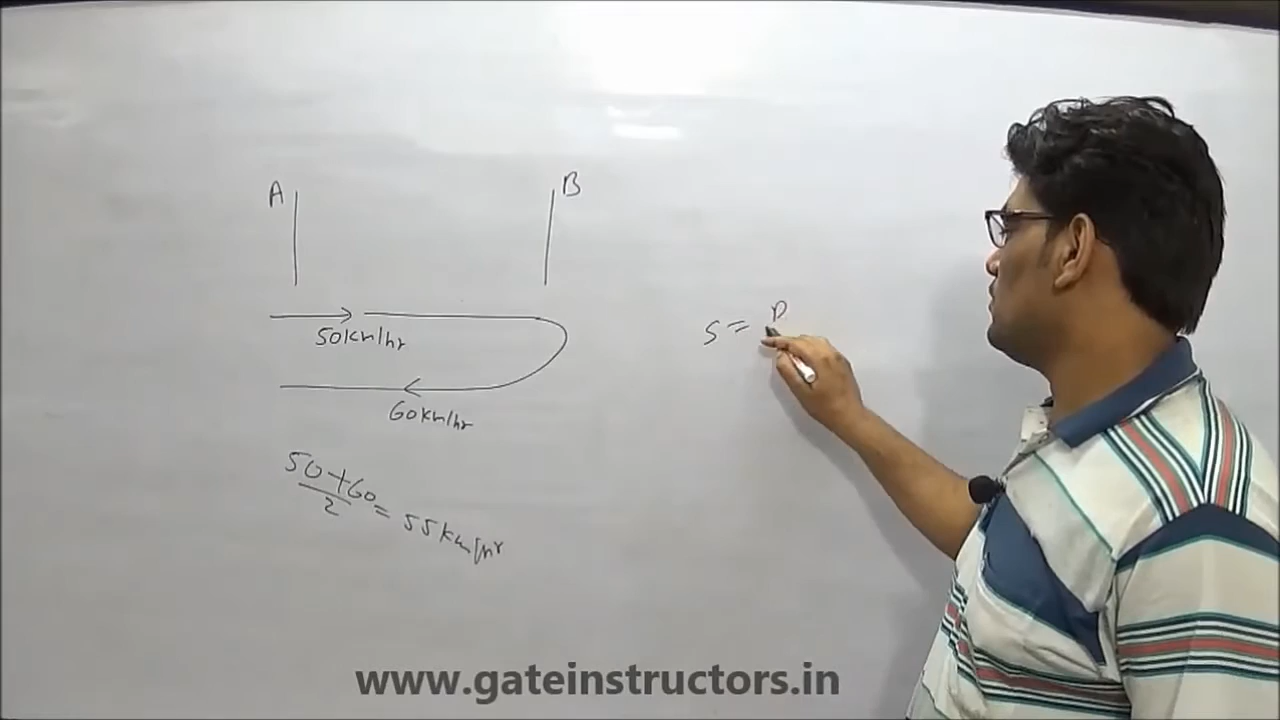 A
B
50km/hr
60km/hr
S = D
50+60
2
= 55km/hr
www.gateinstructors.in